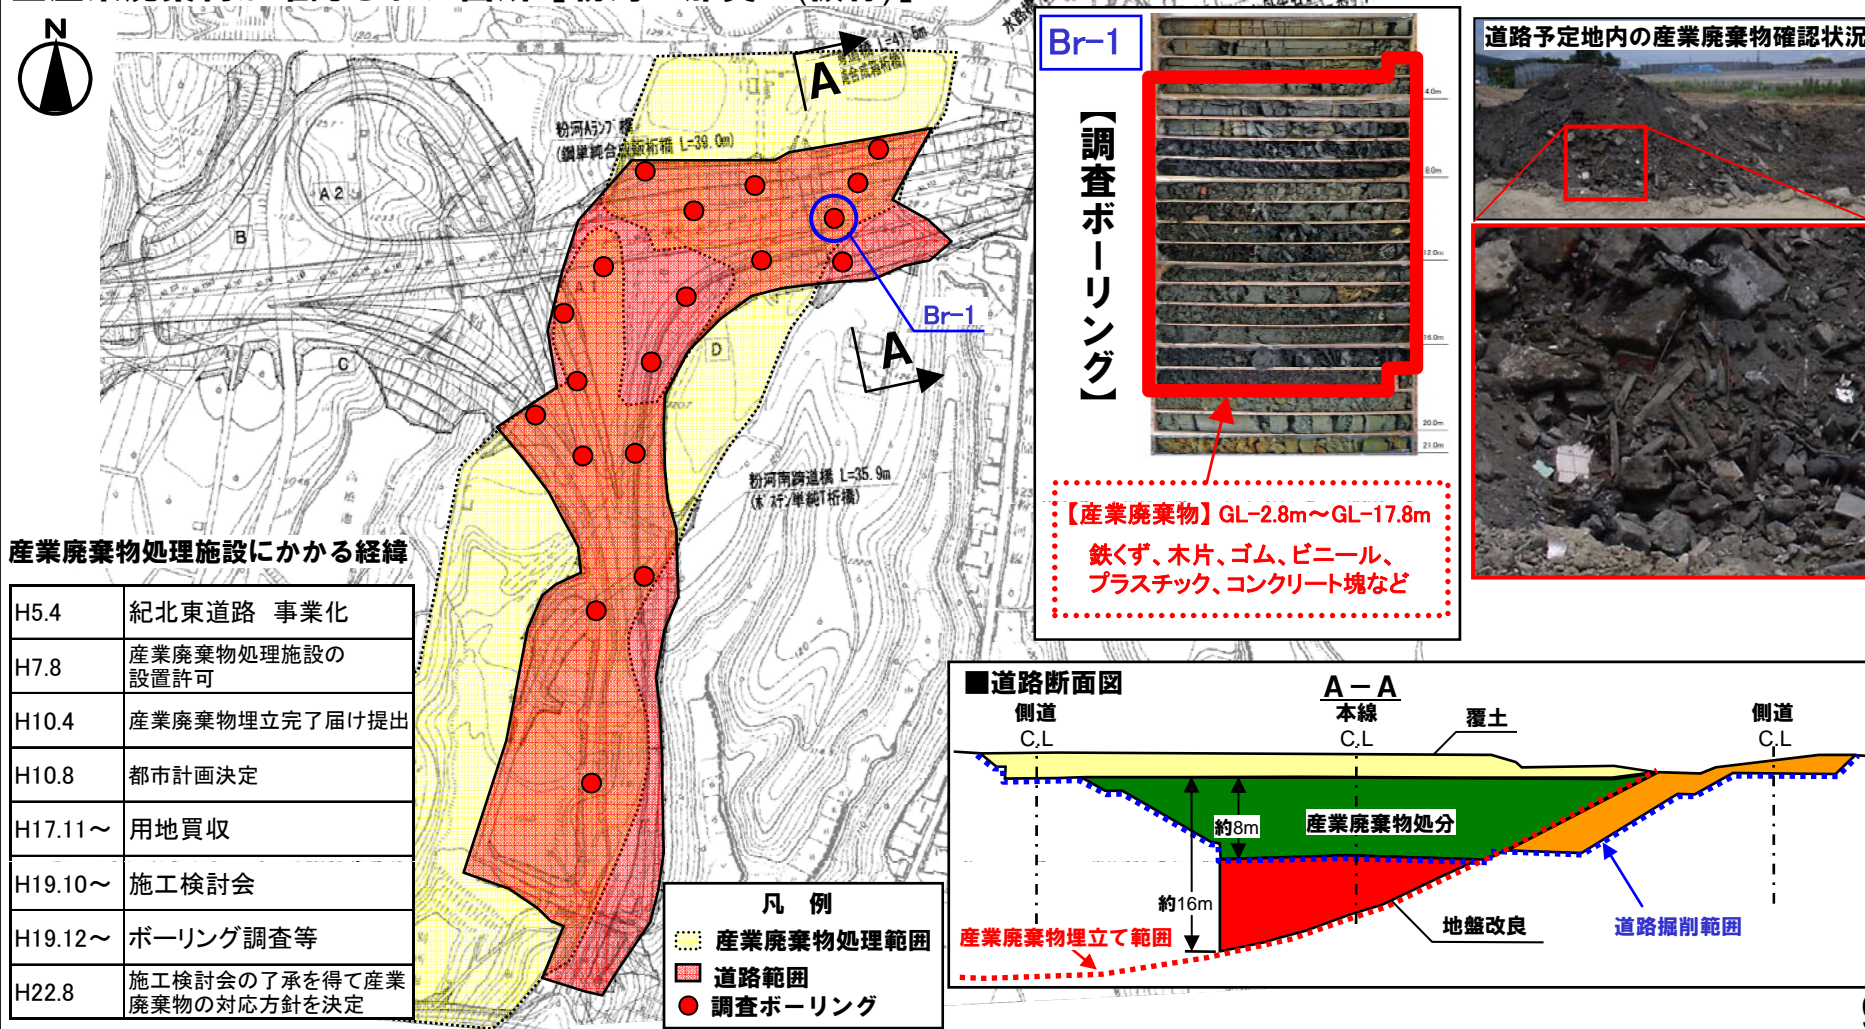 N
A
水路橋
粉河Aランプ橋
(鋼単純合成鈑桁橋 L=39.0m)
L=41.5m
A2
B
C
D
Br-1
A
粉河南跨道橋 L=35.9m
産業廃棄物処理施設にかかる経緯
H5.4 紀北東道路 事業化
H7.8 産業廃棄物処理施設の
設置許可
H10.4 産業廃棄物埋立完了届け提出
H10.8 都市計画決定
H17.11~ 用地買収
H19.10~ 施工検討会
H19.12~ ボーリング調査等
H22.8 施工検討会の了承を得て産業
廃棄物の対応方針を決定
凡 例
産業廃棄物処理範囲
道路範囲
調査ボーリング
Br-1
【調査ボーリング】
4.0m
8.0m
12.0m
16.0m
20.0m
21.0m
【産業廃棄物】GL-2.8m~GL-17.8m
鉄くず、木片、ゴム、ビニール、
プラスチック、コンクリート塊など
道路予定地内の産業廃棄物確認状況
■道路断面図
A-A
側道
C.L
本線
C.L
覆土
側道
C.L
約8m
産業廃棄物処分
約16m
地盤改良
道路掘削範囲
産業廃棄物埋立て範囲